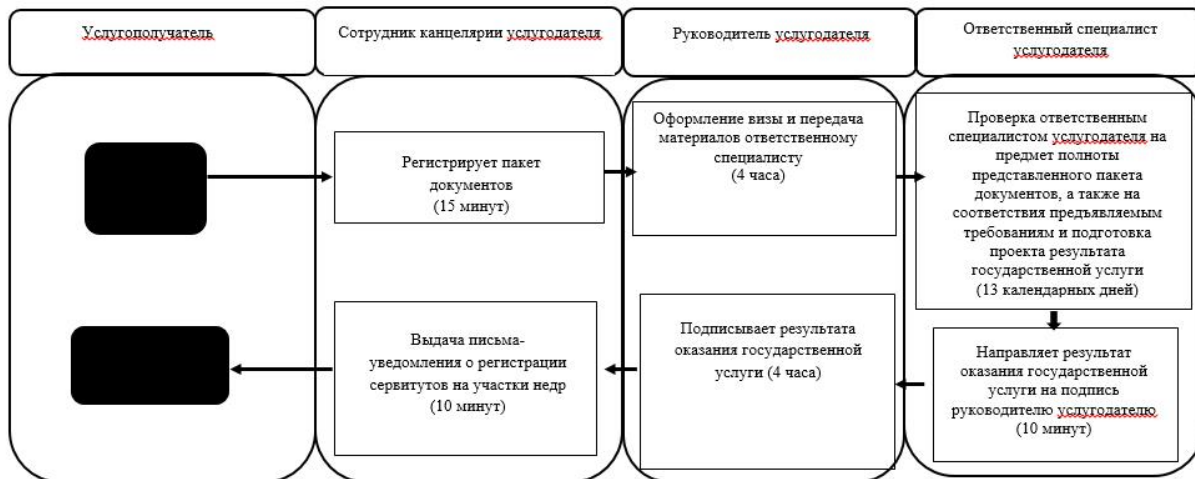 Услугополучатель
Сотрудник канцелярии услугодателя
Руководитель услугодателя
Ответственный специалист
услугодателя
Регистрирует пакет
документов
(15 минут)
Оформление визы и передача
материалов ответственному
специалисту
(4 часа)
Проверка ответственным
специалистом услугодателя на
предмет полноты
представленного пакета
документов, а также на
соответствия предъявляемым
требованиям и подготовка
проекта результата
государственной услуги
(13 календарных дней)
Выдача письма-
уведомления о регистрации
сервитутов на участки недр
(10 минут)
Подписывает результата
оказания государственной
услуги (4 часа)
Направляет результат
оказания государственной
услуги на подпись
руководителю услугодателю
(10 минут)